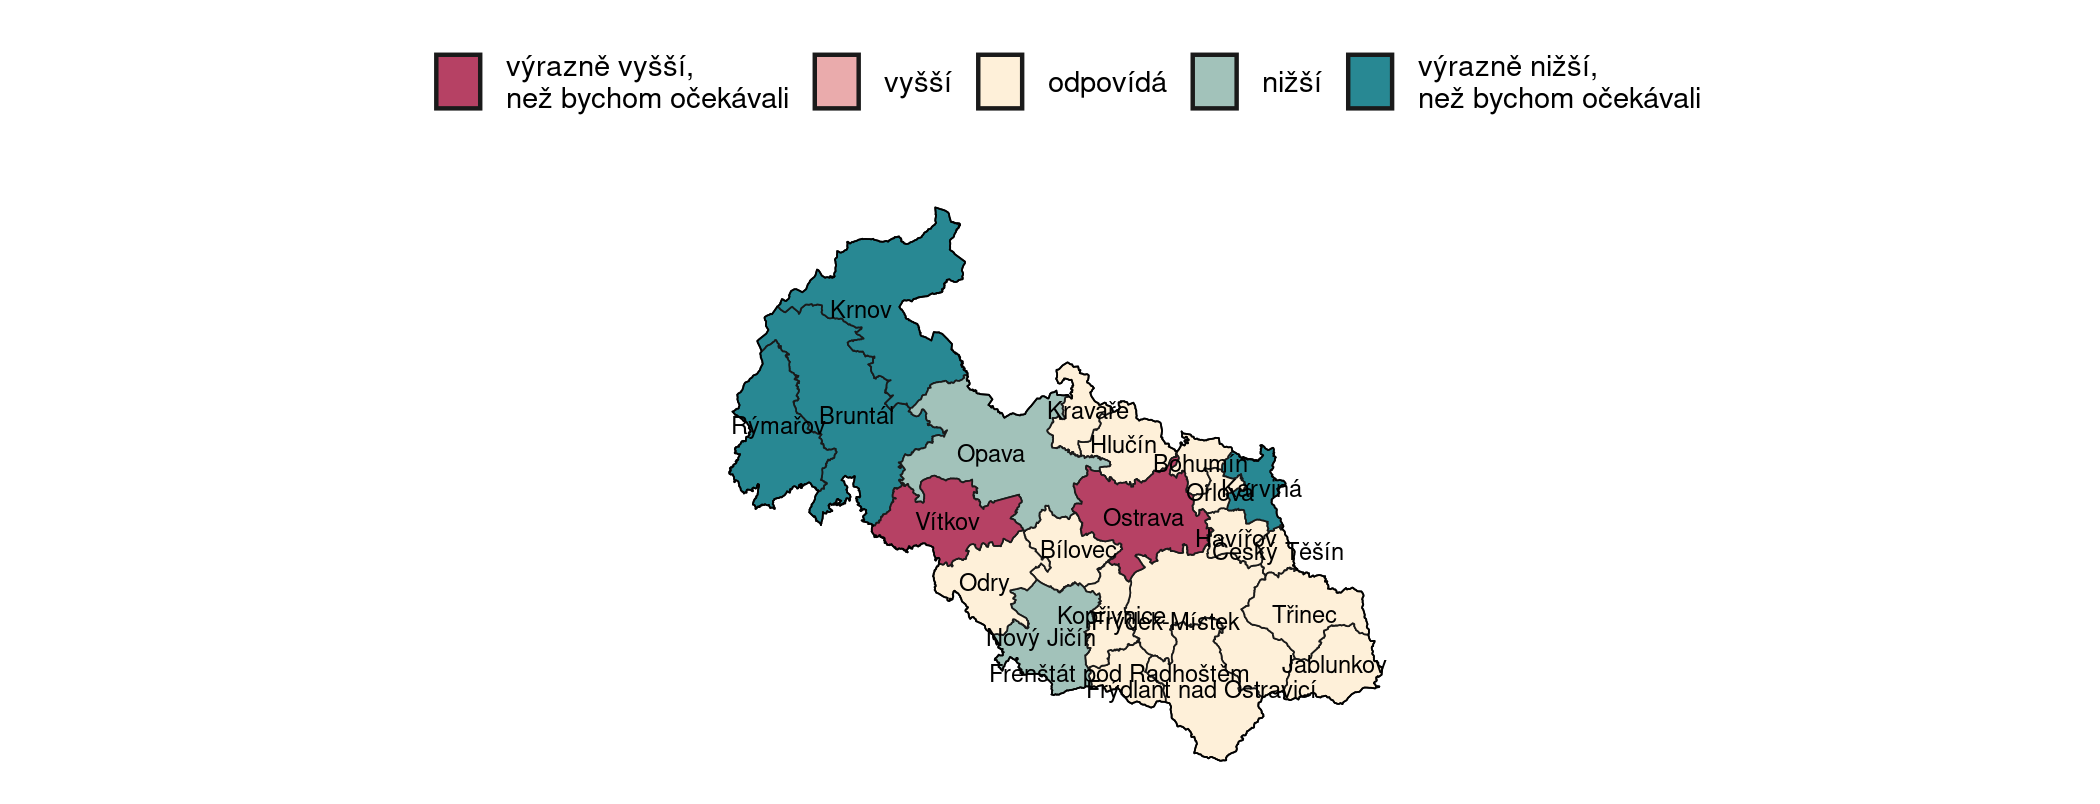 výrazně vyšší,
než bychom očekávali
vyšší
odpovídá
nižší
výrazně nižší,
než bychom očekávali
Krnov
Kravaře
Bruntál
Rýmařov
Hlučín
Opava
Bohumín
Karviná
Orlová
Ostrava
Vítkov
Havířov
Bílovec
Český Těšín
Odry
Třinec
Kopřivnice
Frýdek-Místek
Nový Jičín
Jablunkov
Frenštát pod Radhoštěm
Frýdlant nad Ostravicí